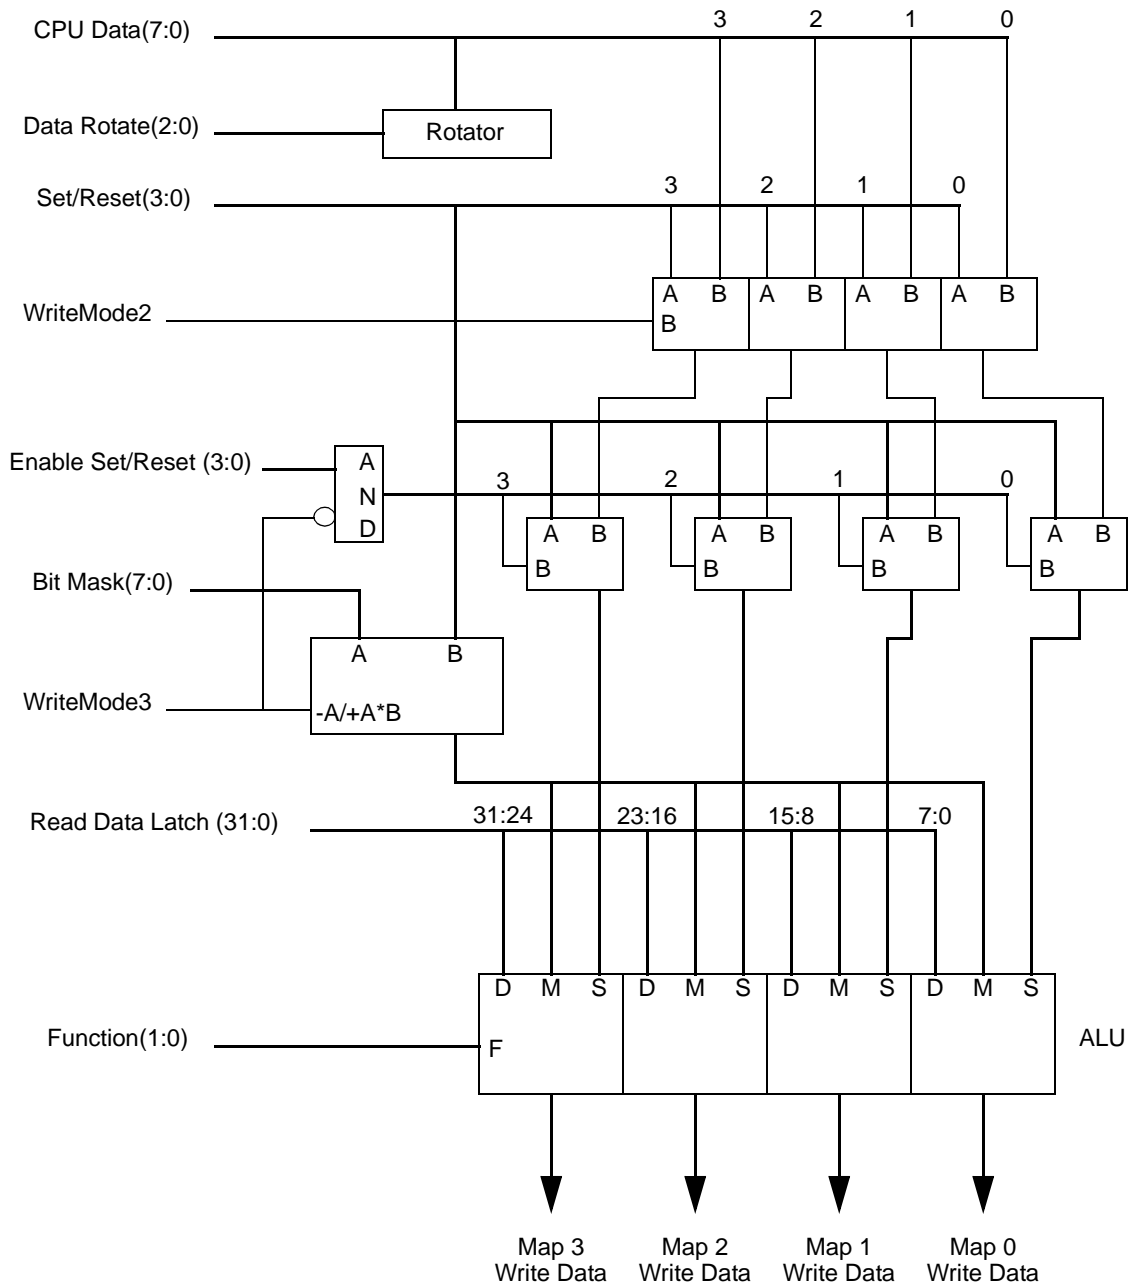 3 2 1 0
CPU Data(7:0)
Data Rotate(2:0)
Rotator
3 2 1 0
Set/Reset(3:0)
A B A B A B A B
WriteMode2
B
Enable Set/Reset (3:0)
A
N
D
3 2 1 0
A B A B A B A B
B B B B
Bit Mask(7:0)
A B
WriteMode3
-A/+A*B
31:24 23:16 15:8 7:0
Read Data Latch (31:0)
D M S D M S D M S D M S
Function(1:0)
F
ALU
Map 3 Map 2 Map 1 Map 0
Write Data Write Data Write Data Write Data